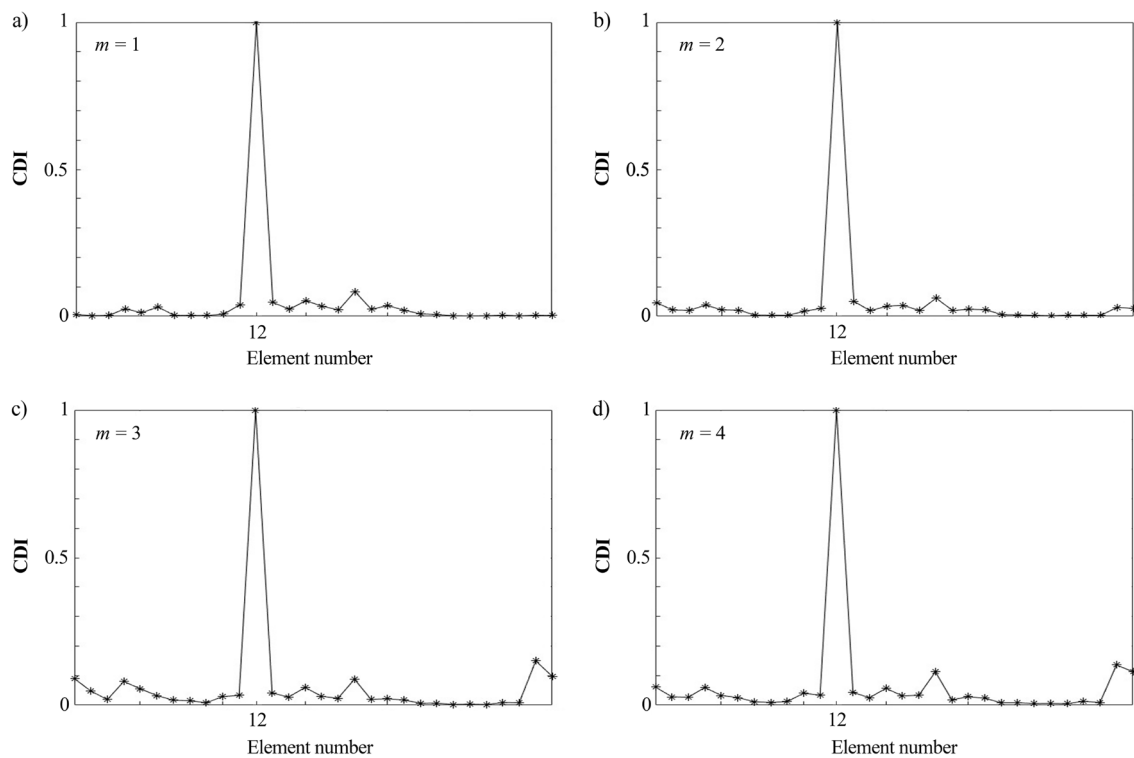 a)
1
m = 1
CDI
0.5
0
12
Element number
b)
1
m = 2
CDI
0.5
0
12
Element number
c)
1
m = 3
CDI
0.5
0
12
Element number
d)
1
m = 4
CDI
0.5
0
12
Element number